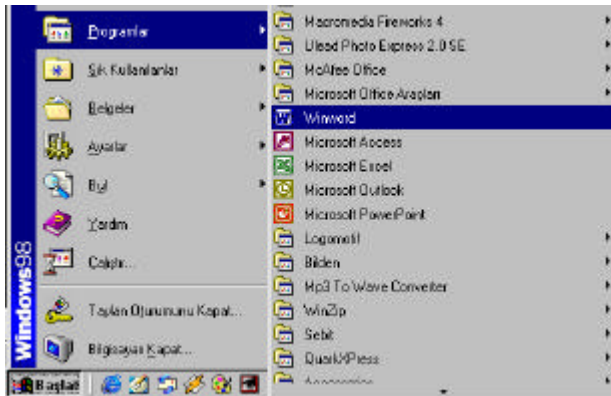 Programlar
Sık Kullanılanlar
Belgeler
Ayarlar
Bul
Yardım
Çalıştır...
Taylan Oturumunu Kapat...
Bilgisayarı Kapat...
Windows98
Başlat
Macromedia Fireworks 4
Ulead Photo Express 2.0 SE
McAfee Office
Microsoft Office Araçları
Winword
Microsoft Access
Microsoft Excel
Microsoft Outlook
Microsoft PowerPoint
Logomotif
Bilden
Mp3 To Wave Converter
WinZip
Sebit
QuarkXPress